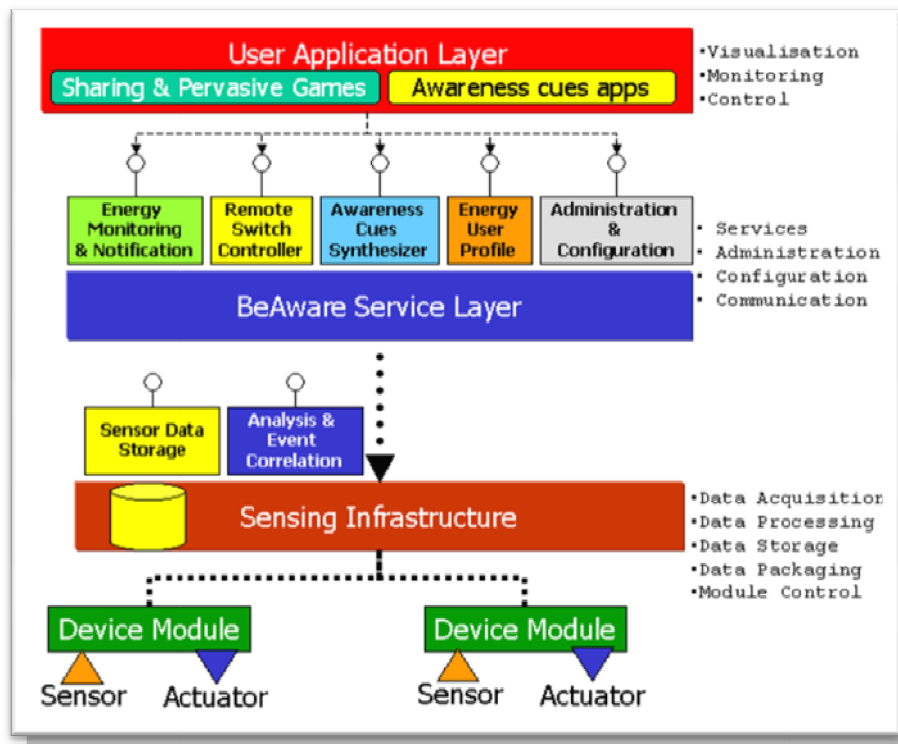 User Application Layer
Sharing & Pervasive Games
Awareness cues apps
•Visualisation
•Monitoring
•Control
Energy
Monitoring
& Notification
Remote
Switch
Controller
Awareness
Cues
Synthesizer
Energy
User
Profile
Administration
&
Configuration
• Services
• Administration
• Configuration
• Communication
BeAware Service Layer
Sensor Data
Storage
Analysis &
Event
Correlation
Sensing Infrastructure
•Data Acquisition
•Data Processing
•Data Storage
•Data Packaging
•Module Control
Device Module
Sensor
Actuator
Device Module
Sensor
Actuator